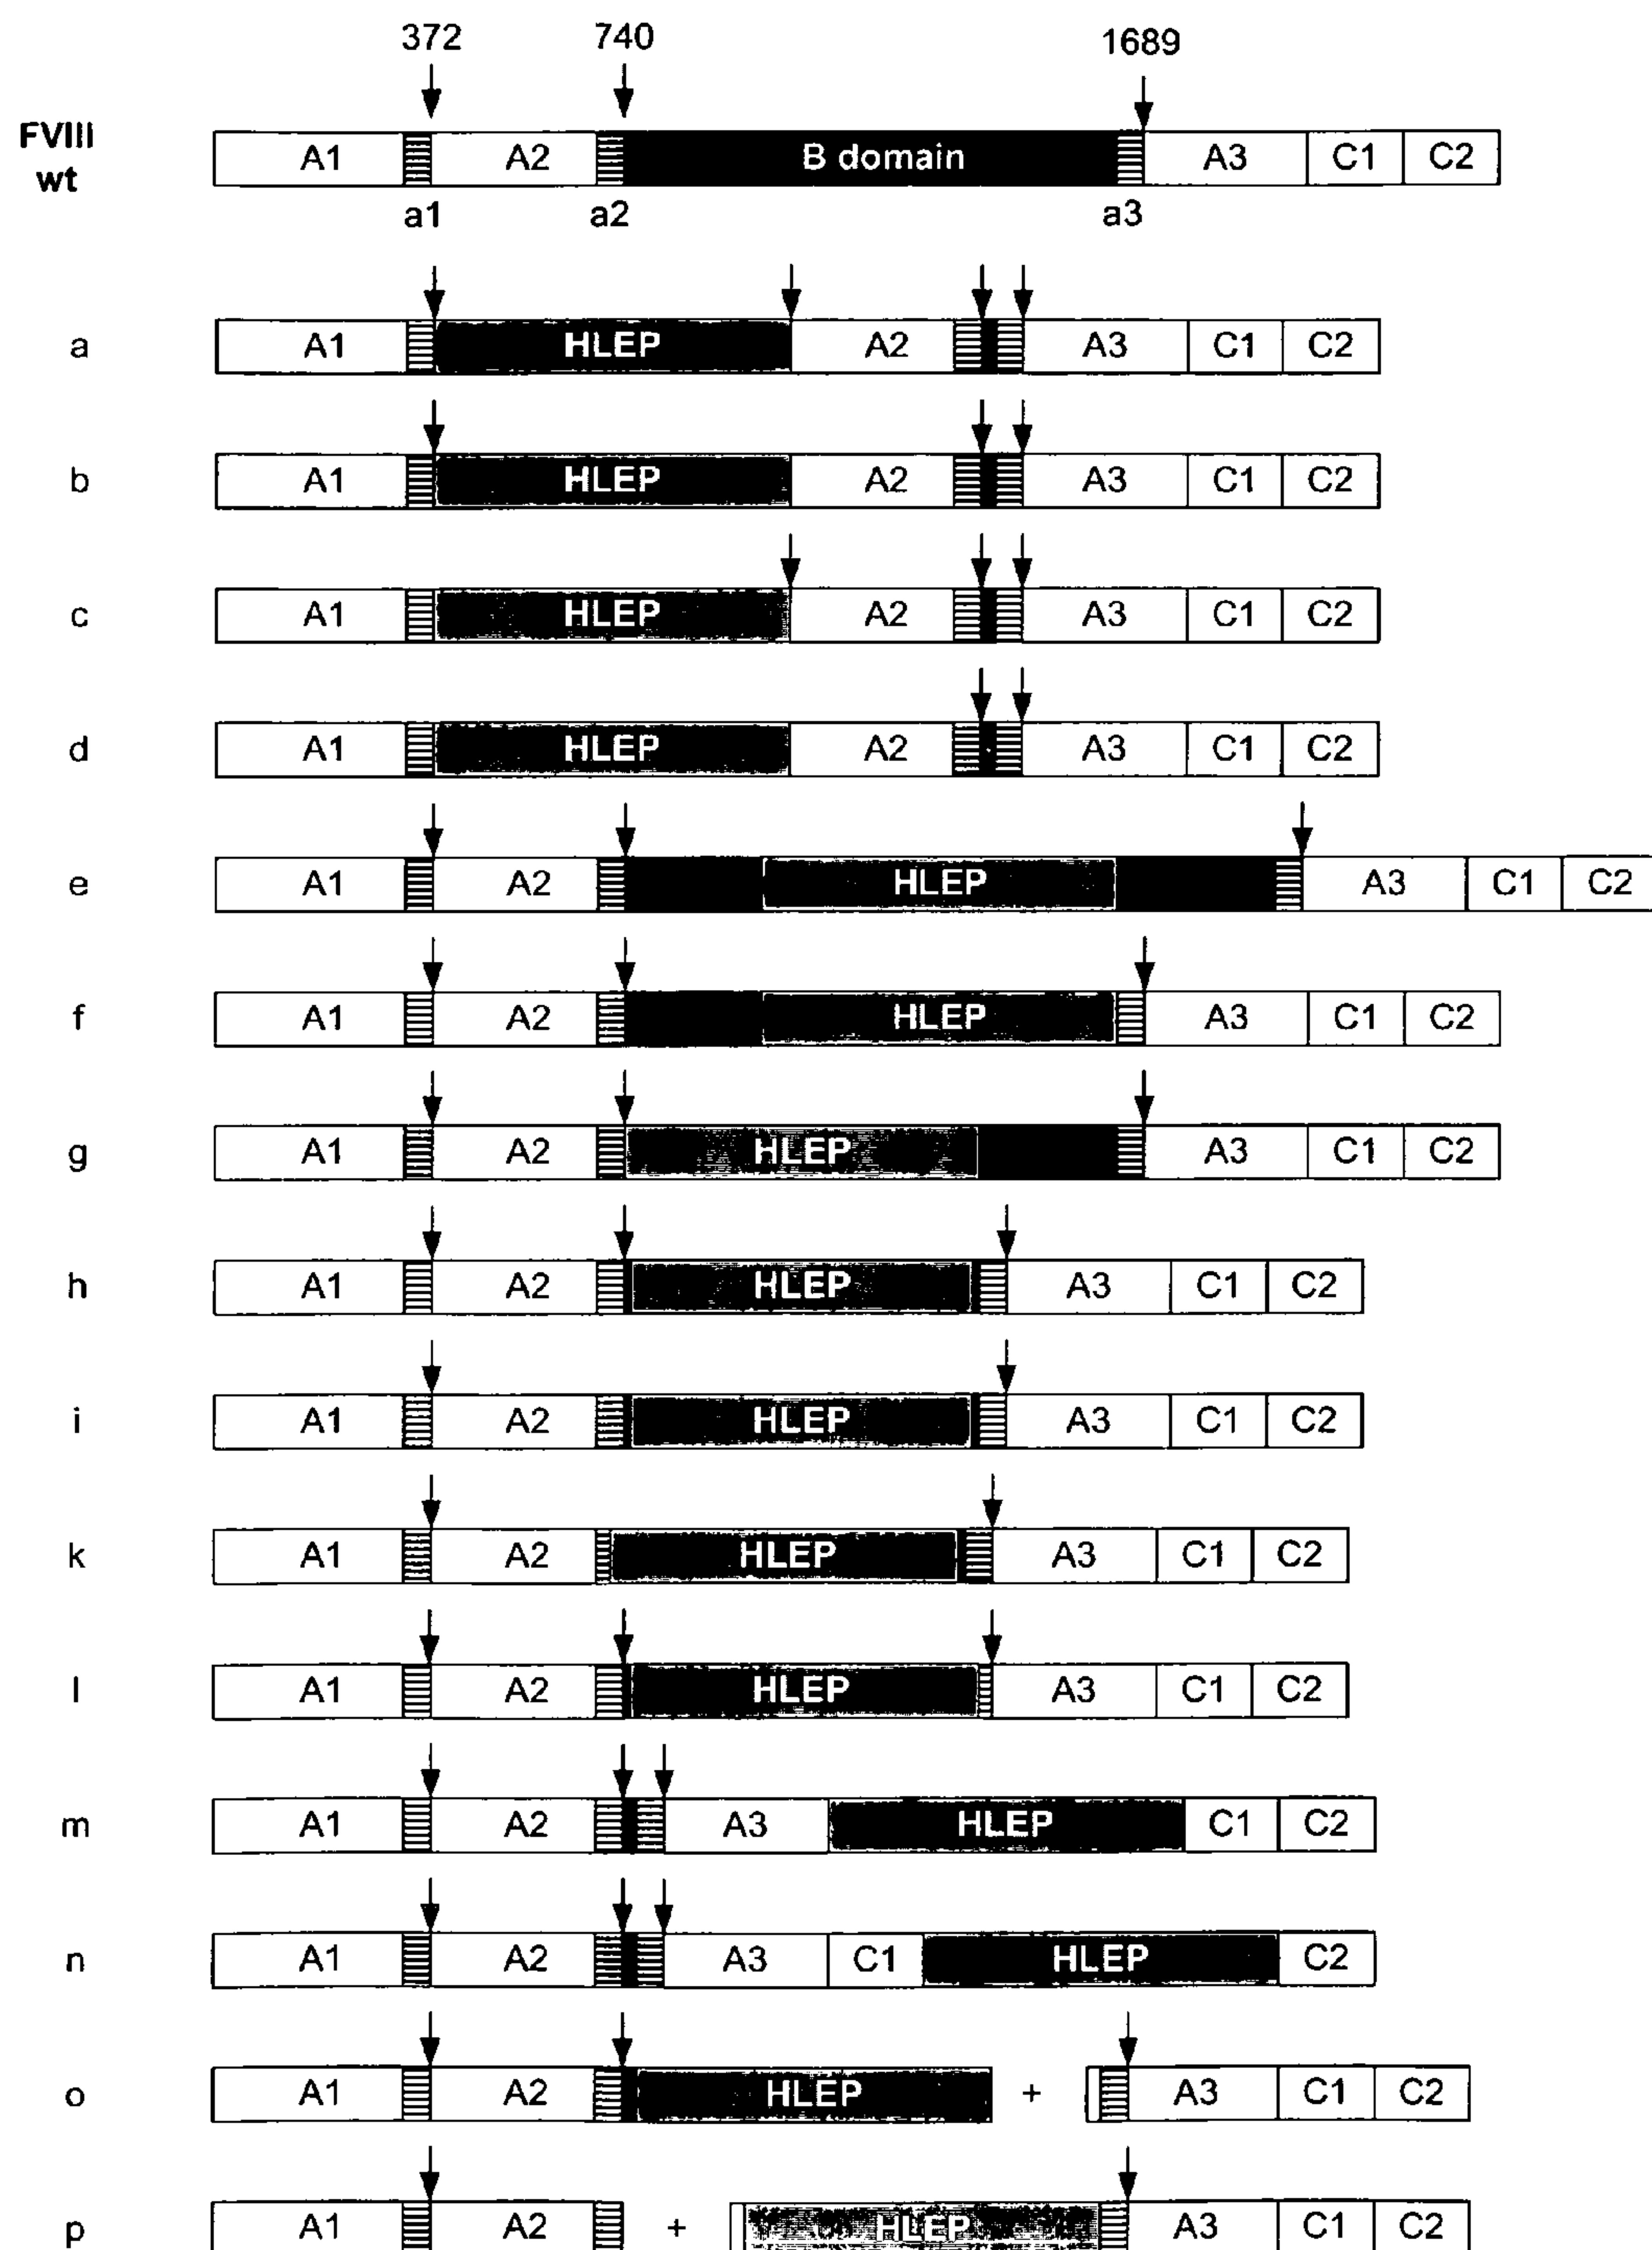 372 740 1689
FVIII
wt
A1 A2 B domain A3 C1 C2
a1 a2 a3
a A1 HLEP A2 A3 C1 C2
b A1 HLEP A2 A3 C1 C2
c A1 HLEP A2 A3 C1 C2
d A1 HLEP A2 A3 C1 C2
e A1 A2 HLEP A3 C1 C2
f A1 A2 HLEP A3 C1 C2
g A1 A2 HLEP A3 C1 C2
h A1 A2 HLEP A3 C1 C2
i A1 A2 HLEP A3 C1 C2
k A1 A2 HLEP A3 C1 C2
l A1 A2 HLEP A3 C1 C2
m A1 A2 A3 HLEP C1 C2
n A1 A2 A3 C1 HLEP C2
o A1 A2 HLEP + A3 C1 C2
p A1 A2 + HLEP A3 C1 C2